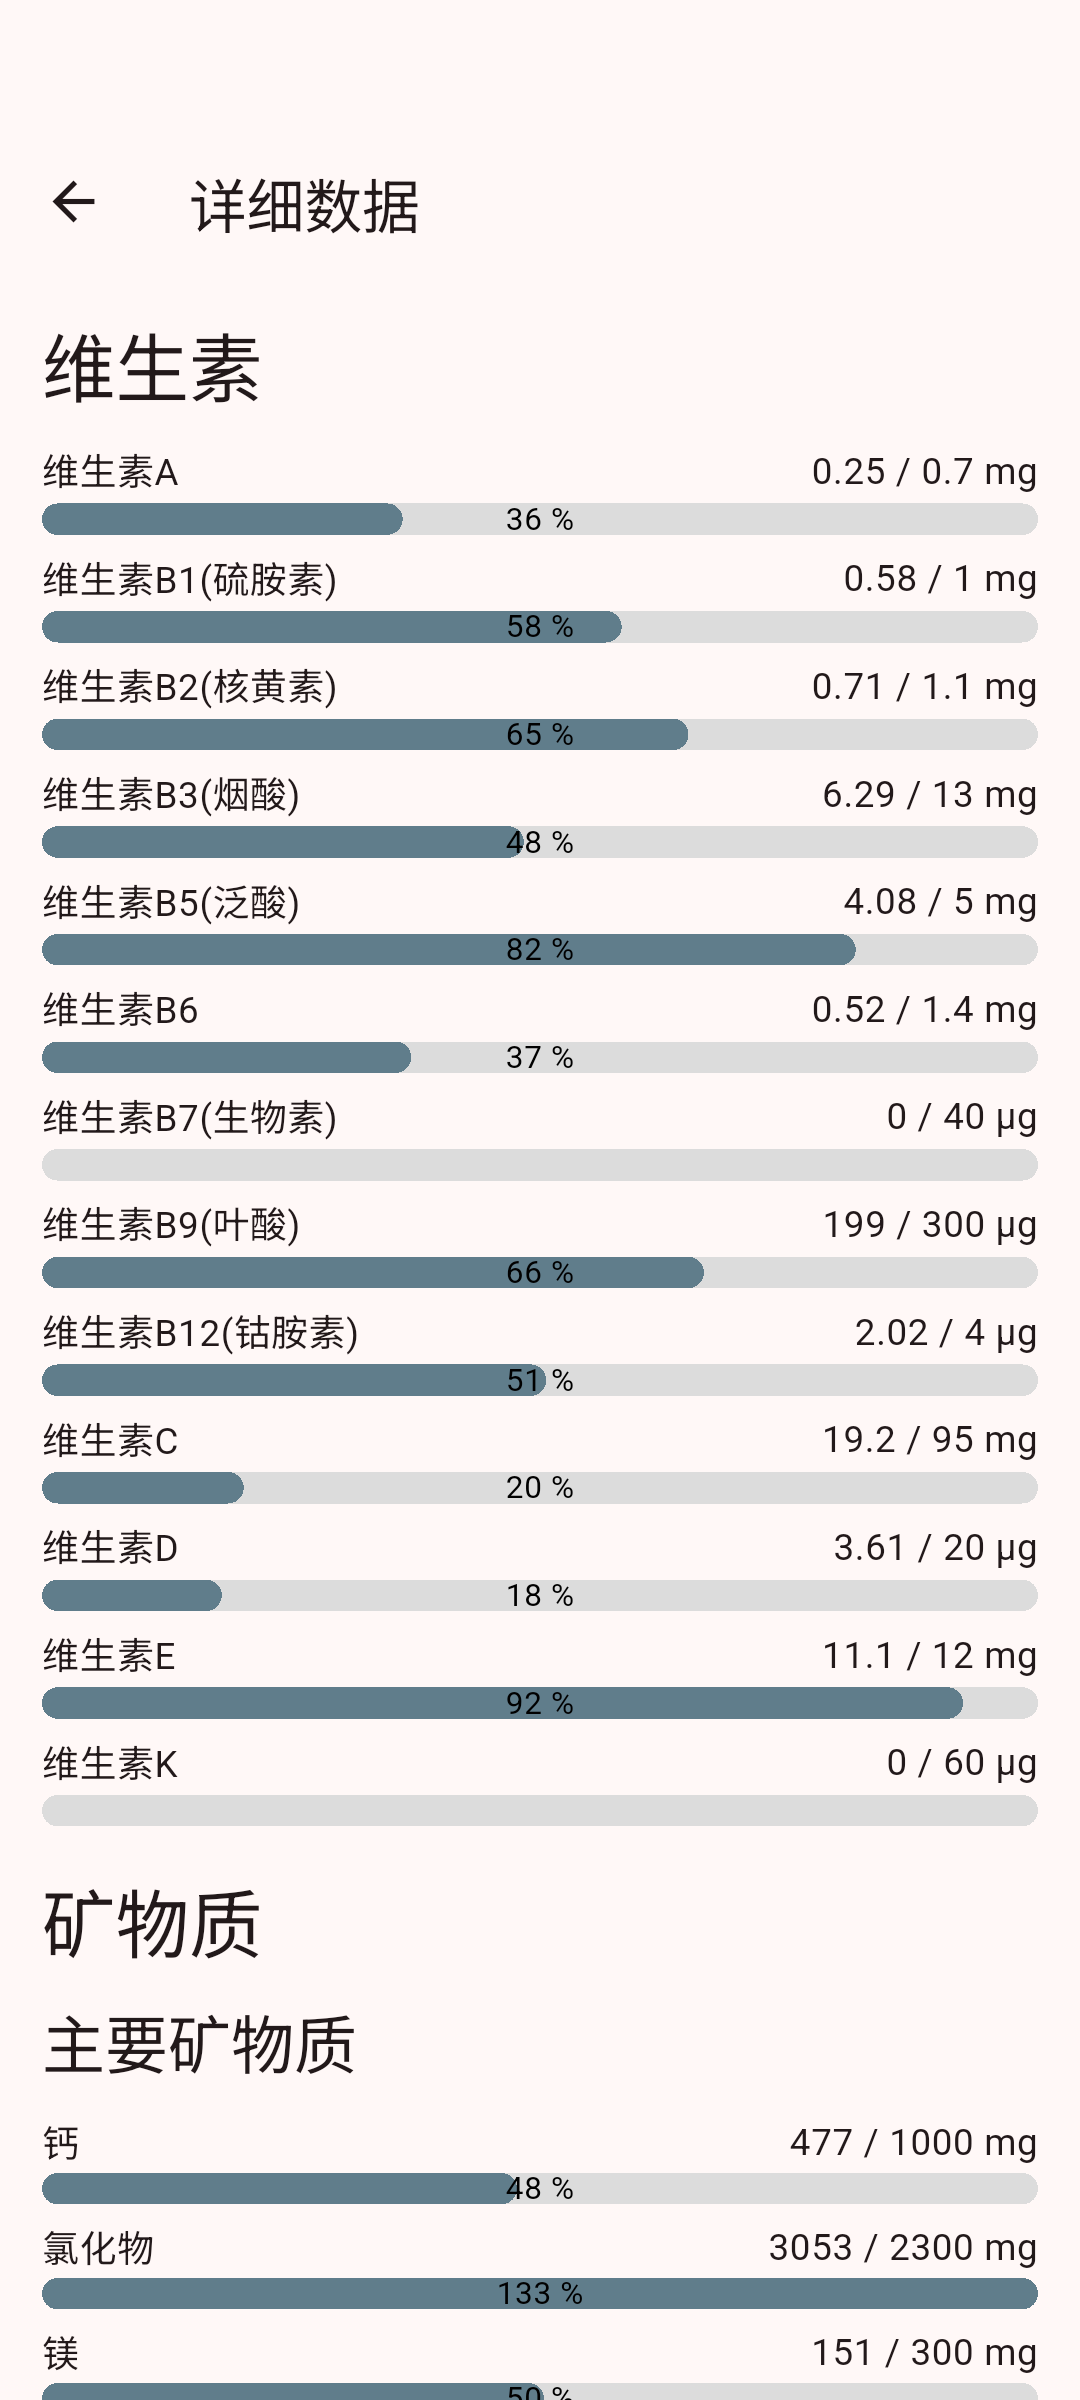 详细数据
维生素
维生素A 0.25 / 0.7 mg
36 %
维生素B1(硫胺素) 0.58 / 1 mg
58 %
维生素B2(核黄素) 0.71 / 1.1 mg
65 %
维生素B3(烟酸) 6.29 / 13 mg
48 %
维生素B5(泛酸) 4.08 / 5 mg
82 %
维生素B6 0.52 / 1.4 mg
37 %
维生素B7(生物素) 0 / 40 µg
维生素B9(叶酸) 199 / 300 µg
66 %
维生素B12(钴胺素) 2.02 / 4 µg
51 %
维生素C 19.2 / 95 mg
20 %
维生素D 3.61 / 20 µg
18 %
维生素E 11.1 / 12 mg
92 %
维生素K 0 / 60 µg
矿物质
主要矿物质
钙 477 / 1000 mg
48 %
氯化物 3053 / 2300 mg
133 %
镁 151 / 300 mg
50 %